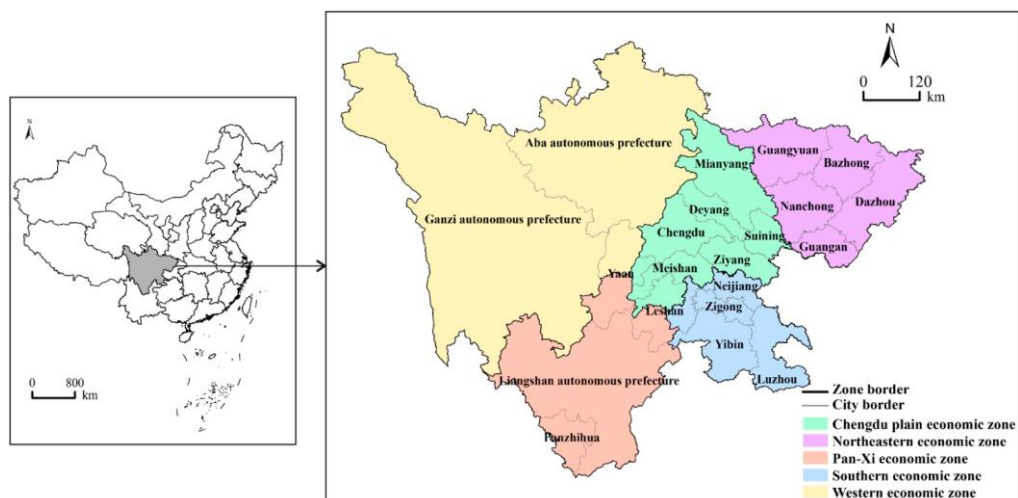 N
0 800
km
N
0 120
km
Aba autonomous prefecture
Ganzi autonomous prefecture
Mianyang
Guangyuan
Bazhong
Deyang
Nanchong
Dazhou
Chengdu
Suining
Guangan
Yaan
Meishan
Ziyang
Neijiang
Leshan
Zigong
Yibin
Liangshan autonomous prefecture
Luzhou
Panzhihua
Zone border
City border
Chengdu plain economic zone
Northeastern economic zone
Pan-Xi economic zone
Southern economic zone
Western economic zone